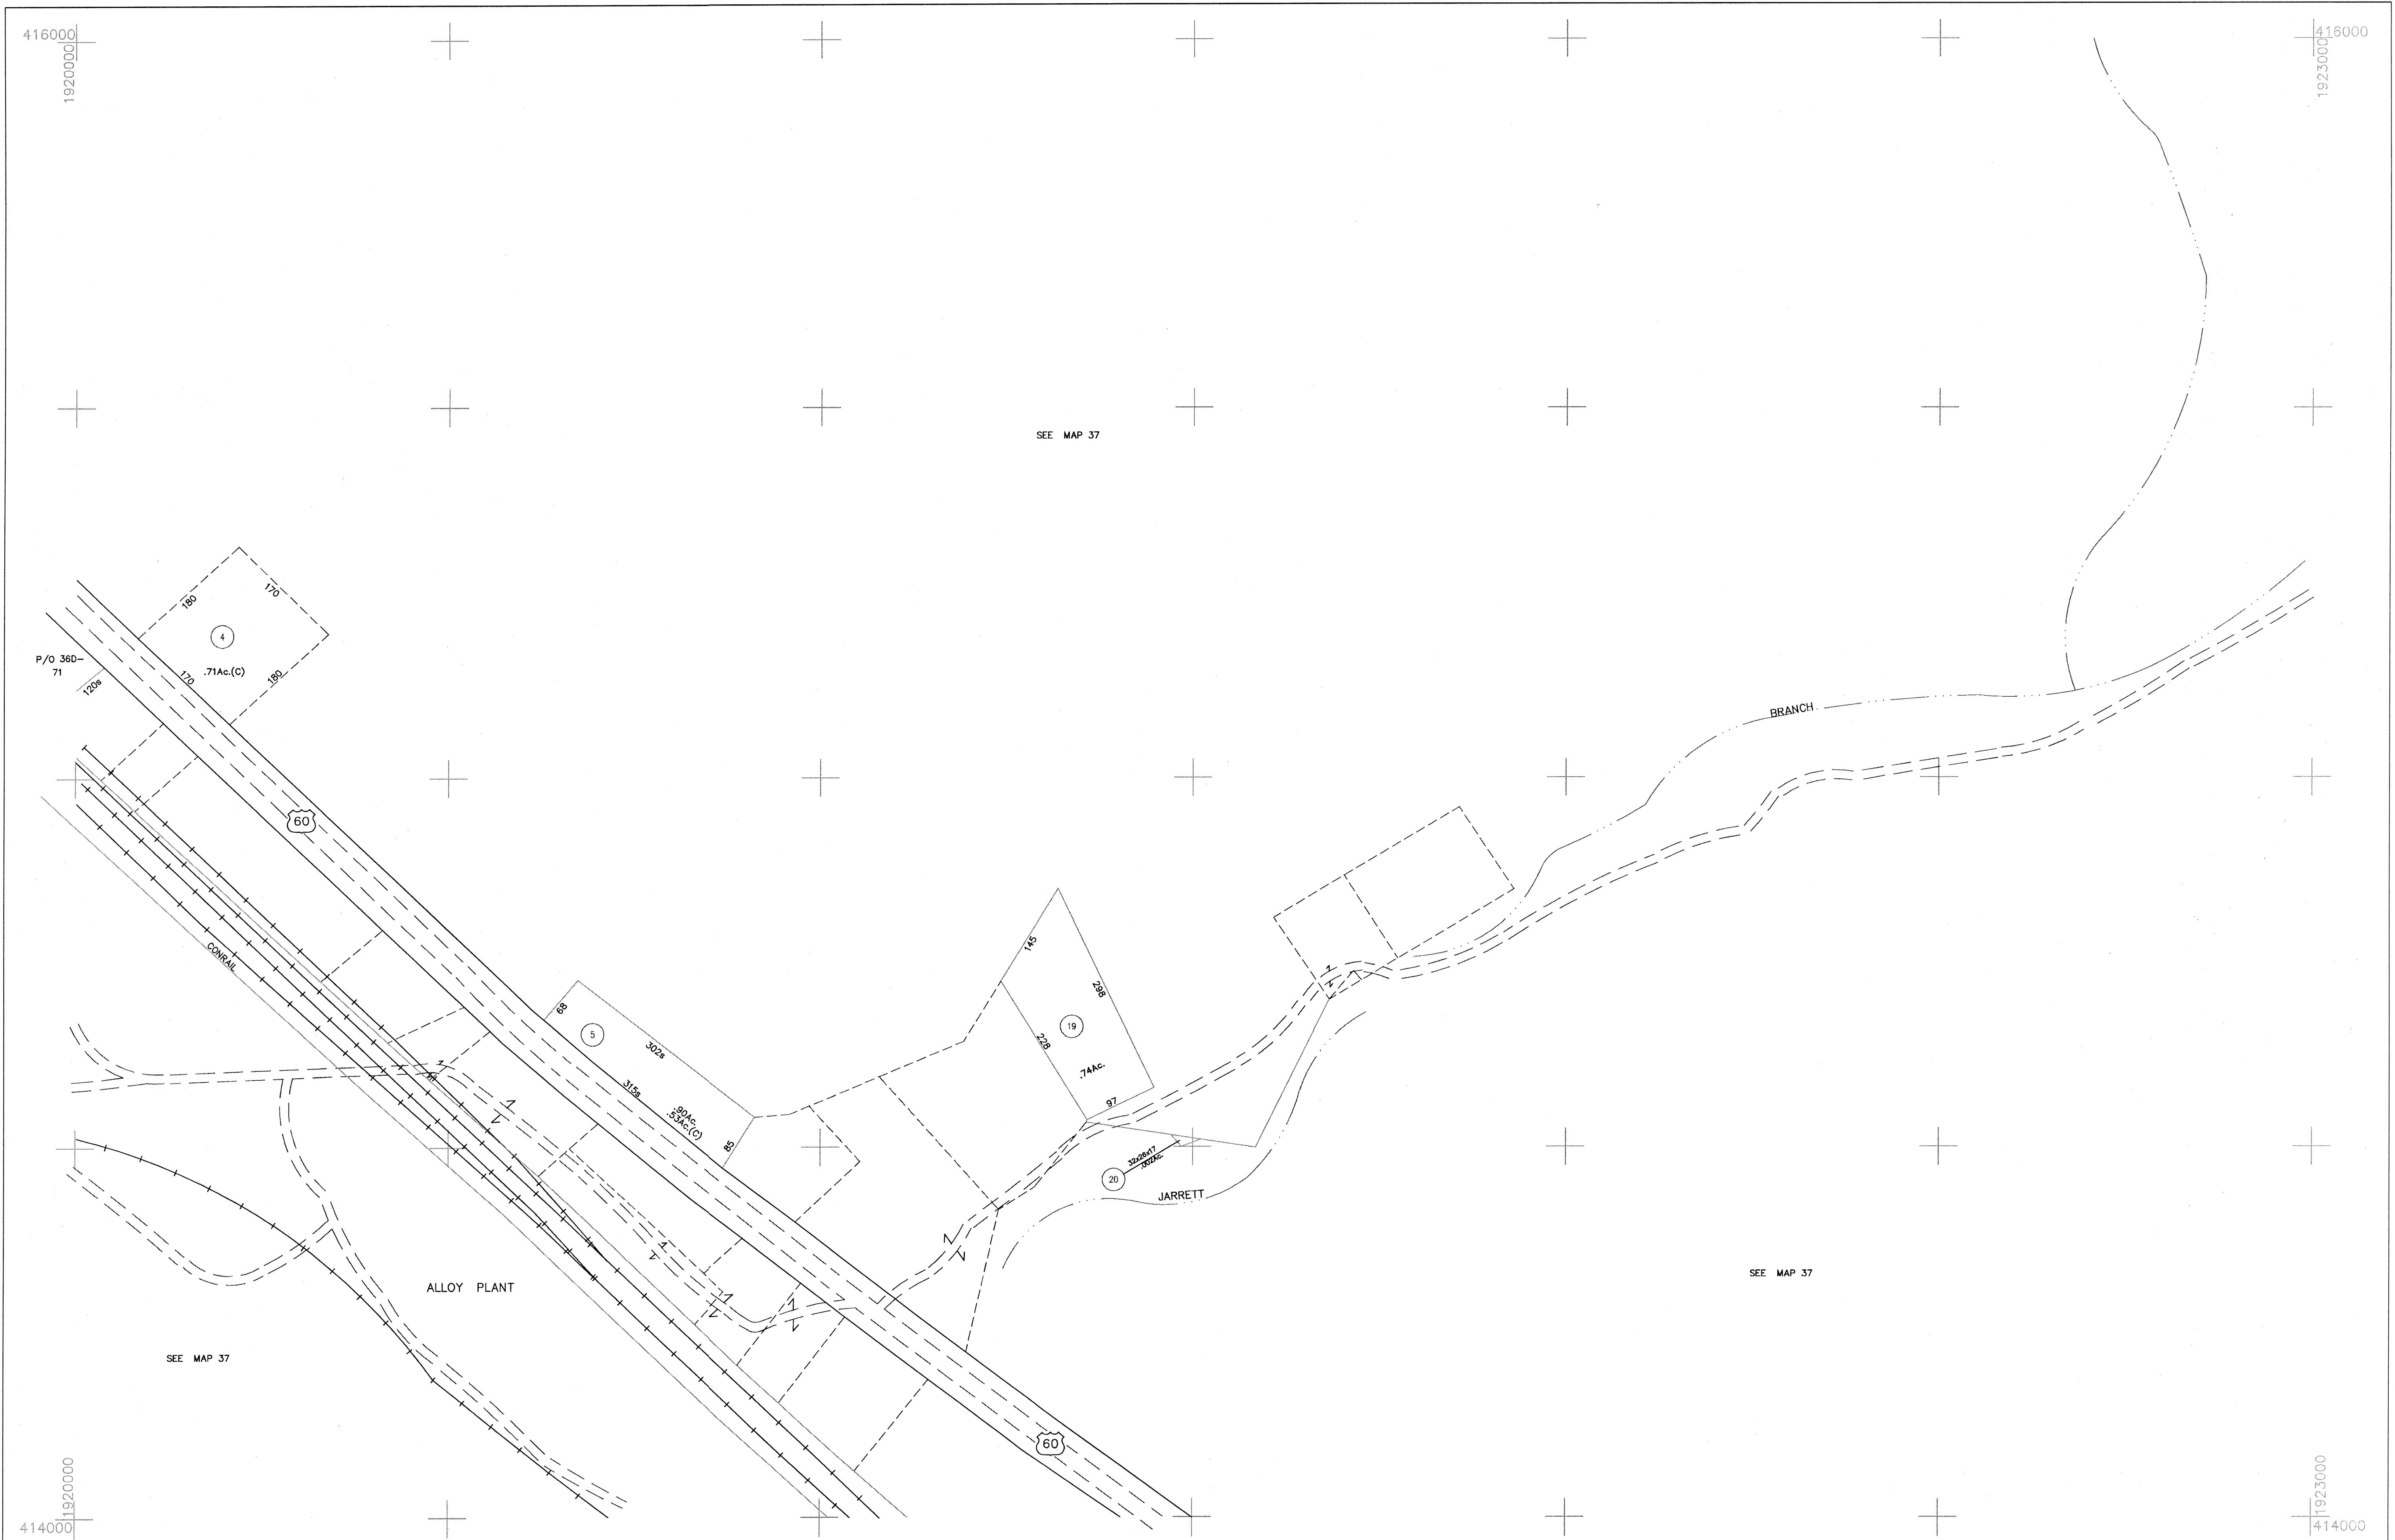 416000
1920000
416000
1923000
SEE MAP 37
180
170
4
.71Ac.(C)
170
180
P/O 36D-
71
120s
BRANCH
60
CONRAIL
145
298
19
228
.74Ac.
97
68
5
302s
315s
.90Ac.
.53Ac.(C)
85
32x28x17
.002Ac.
20
JARRETT
ALLOY PLANT
SEE MAP 37
SEE MAP 37
60
1920000
414000
1923000
414000